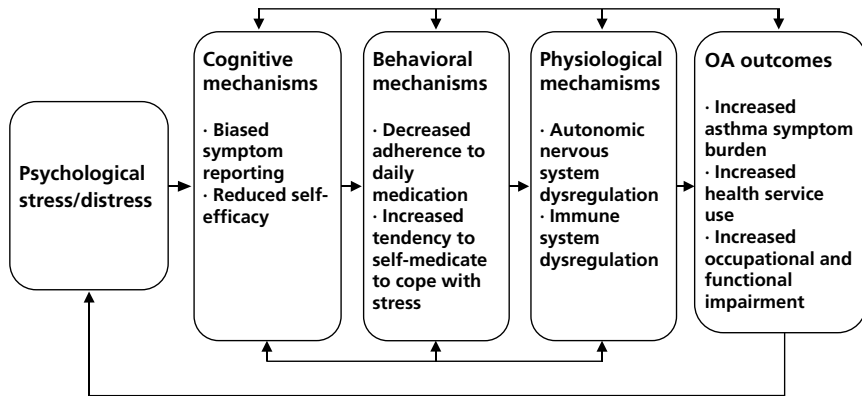 Psychological
stress/distress
Cognitive
mechanisms
· Biased
symptom
reporting
· Reduced self-
efficacy
Behavioral
mechanisms
· Decreased
adherence to
daily
medication
· Increased
tendency to
self-medicate
to cope with
stress
Physiological
mechamisms
· Autonomic
nervous
system
dysregulation
· Immune
system
dysregulation
OA outcomes
· Increased
asthma symptom
burden
· Increased
health service
use
· Increased
occupational and
functional
impairment